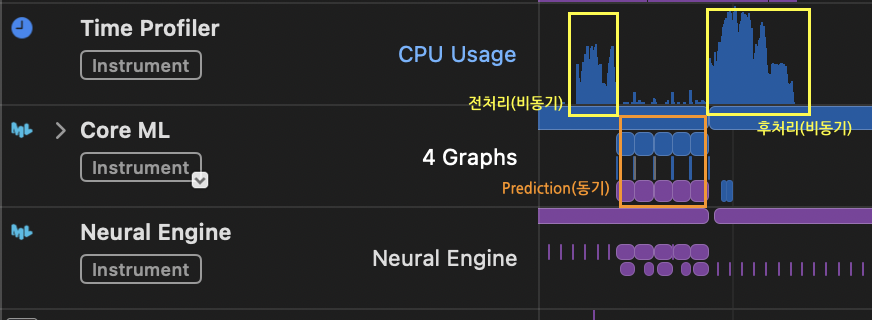 Time Profiler
Instrument
CPU Usage
전처리(비동기)
후처리(비동기)
Core ML
Instrument
4 Graphs
Prediction(동기)
Neural Engine
Instrument
Neural Engine